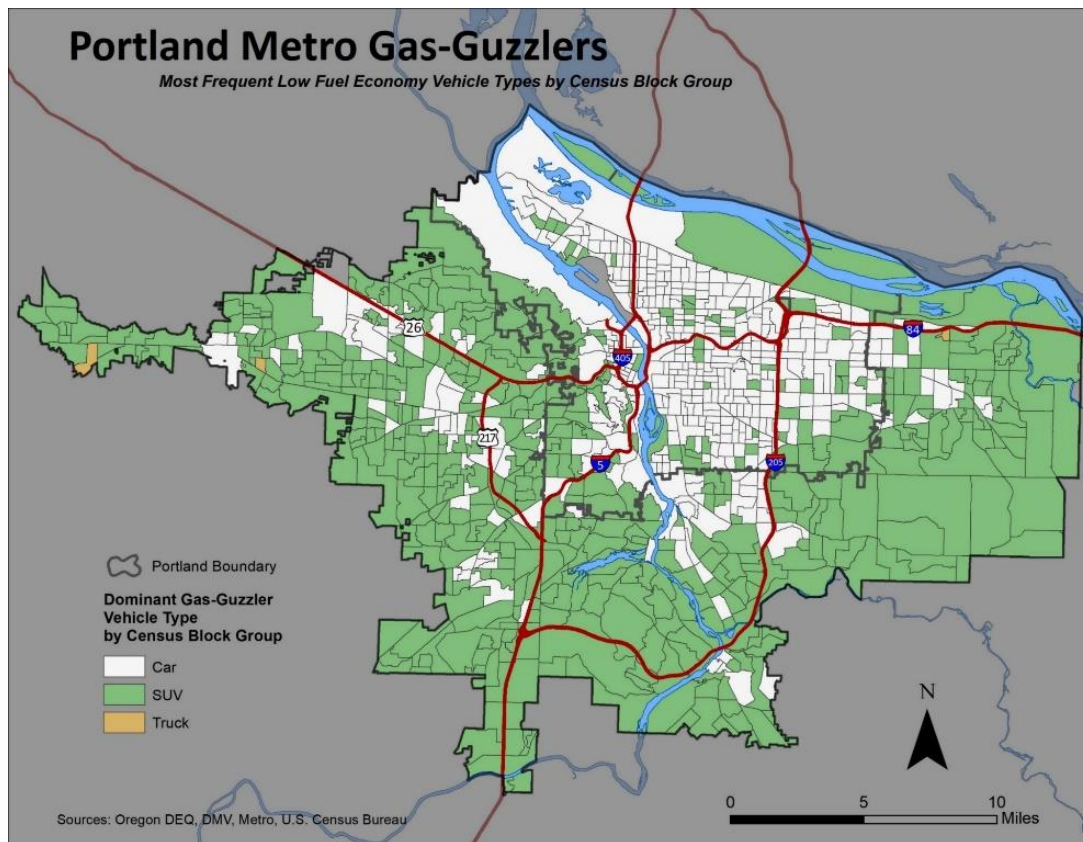 Portland Metro Gas-Guzzlers
Most Frequent Low Fuel Economy Vehicle Types by Census Block Group
26
84
405
217
5
205
Portland Boundary
Dominant Gas-Guzzler
Vehicle Type
by Census Block Group
Car
SUV
Truck
N
0 5 10
Miles
Sources: Oregon DEQ, DMV, Metro, U.S. Census Bureau